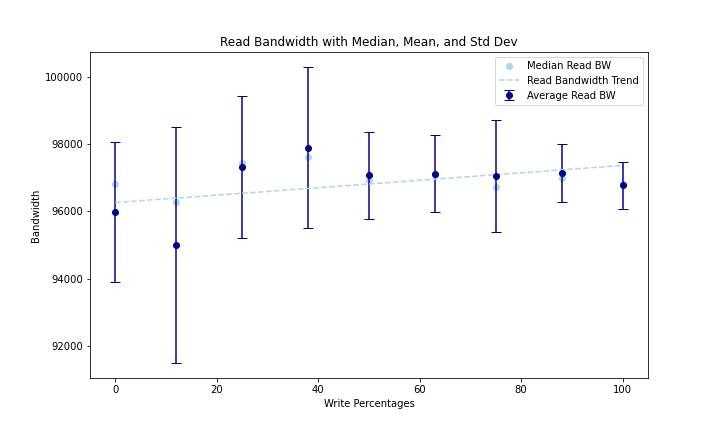 Read Bandwidth with Median, Mean, and Std Dev
Median Read BW
Read Bandwidth Trend
Average Read BW
Bandwidth
100000
98000
96000
94000
92000
0 20 40 60 80 100
Write Percentages